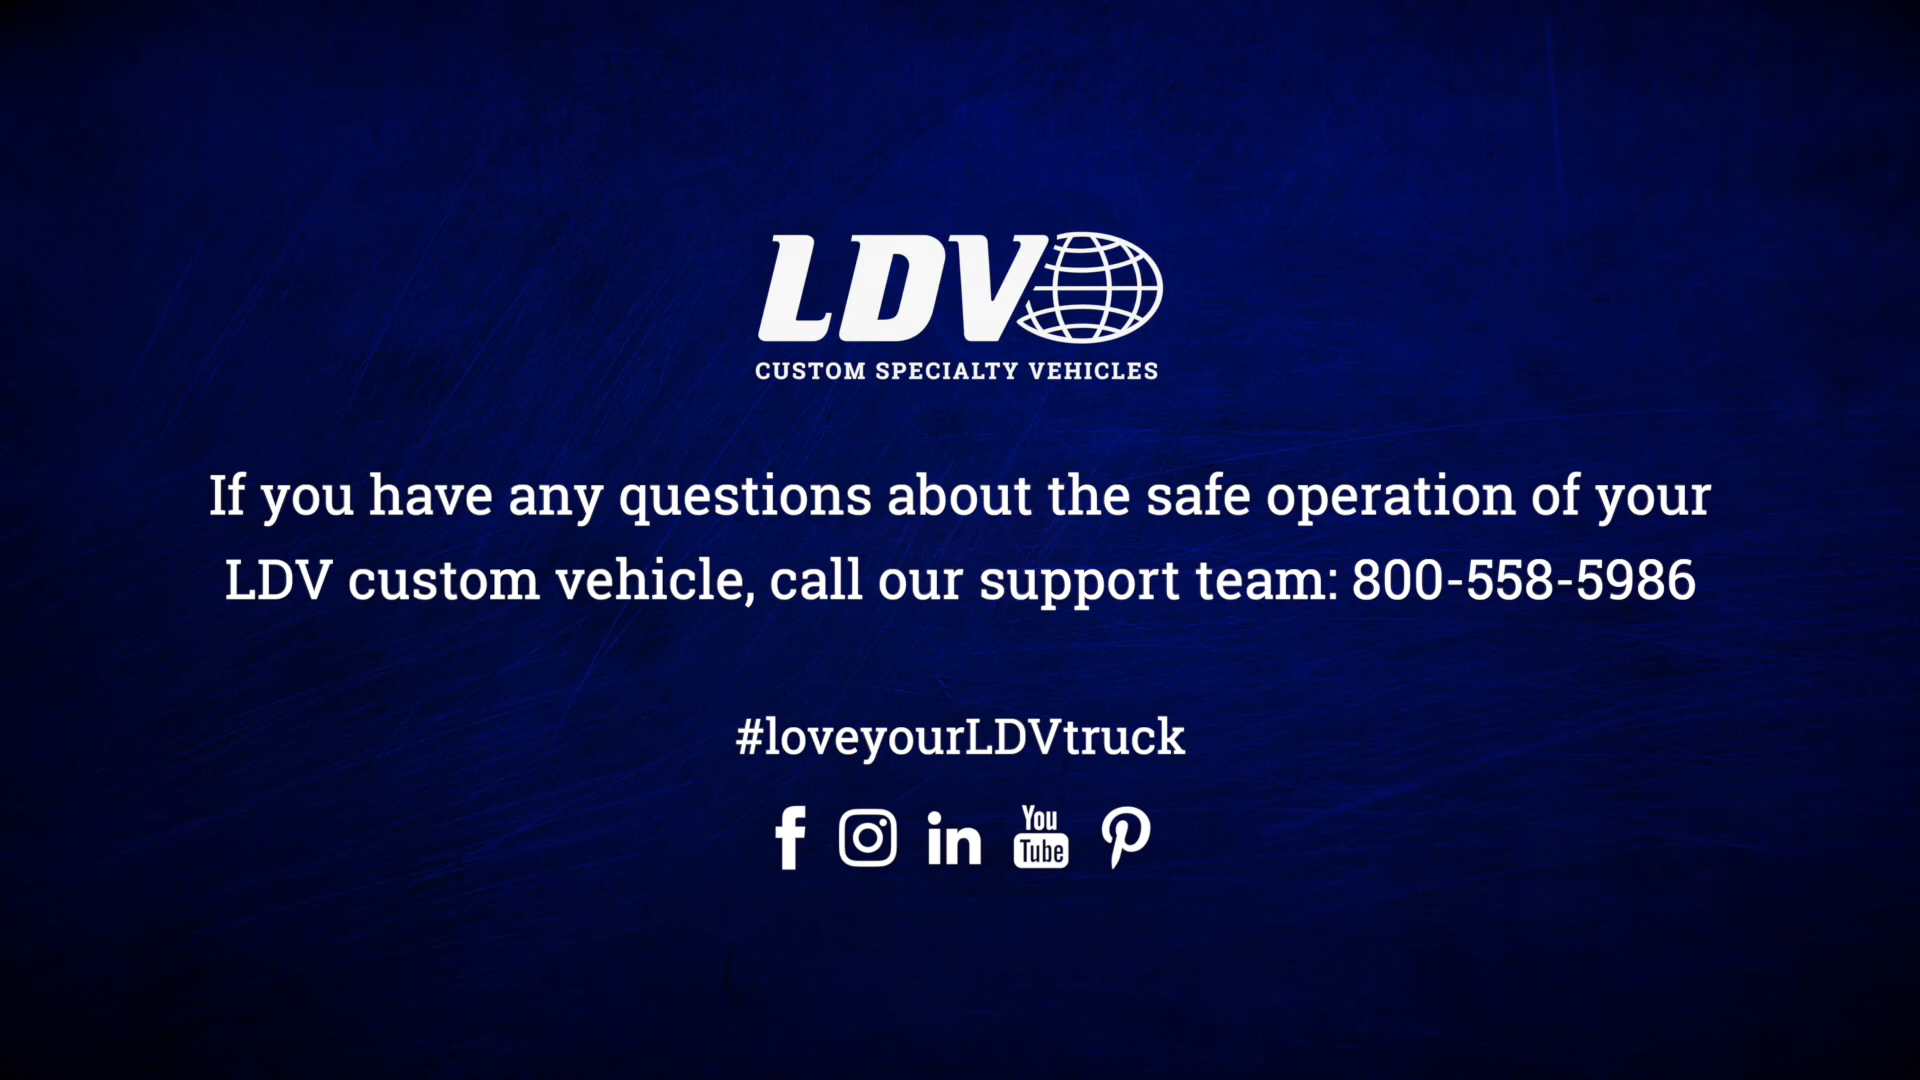 LDV
CUSTOM SPECIALTY VEHICLES
If you have any questions about the safe operation of your
LDV custom vehicle, call our support team: 800-558-5986
#loveyourLDVtruck
f in You Tube